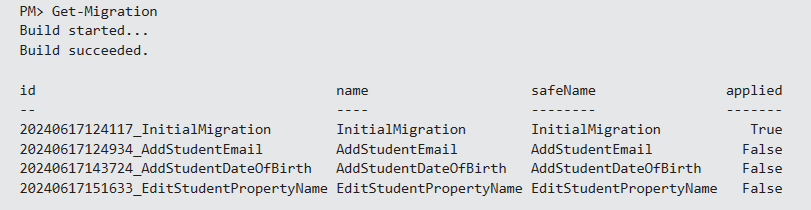 PM> Get-Migration
Build started...
Build succeeded.
id name safeName applied
-- ---- -------- -------
20240617124117_InitialMigration InitialMigration InitialMigration True
20240617124934_AddStudentEmail AddStudentEmail AddStudentEmail False
20240617143724_AddStudentDateOfBirth AddStudentDateOfBirth AddStudentDateOfBirth False
20240617151633_EditStudentPropertyName EditStudentPropertyName EditStudentPropertyName False